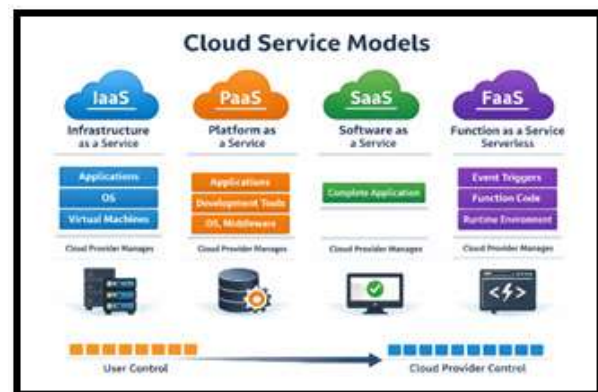 Cloud Service Models
IaaS
Infrastructure
as a Service
Applications
OS
Virtual Machines
Cloud Provider Manages
PaaS
Platform as
a Service
Applications
Development Tools
OS, Middleware
Cloud Provider Manages
SaaS
Software as
a Service
Complete Application
Cloud Provider Manages
FaaS
Function as a Service
Serverless
Event Triggers
Function Code
Runtime Environment
Cloud Provider Manages
User Control
Cloud Provider Control